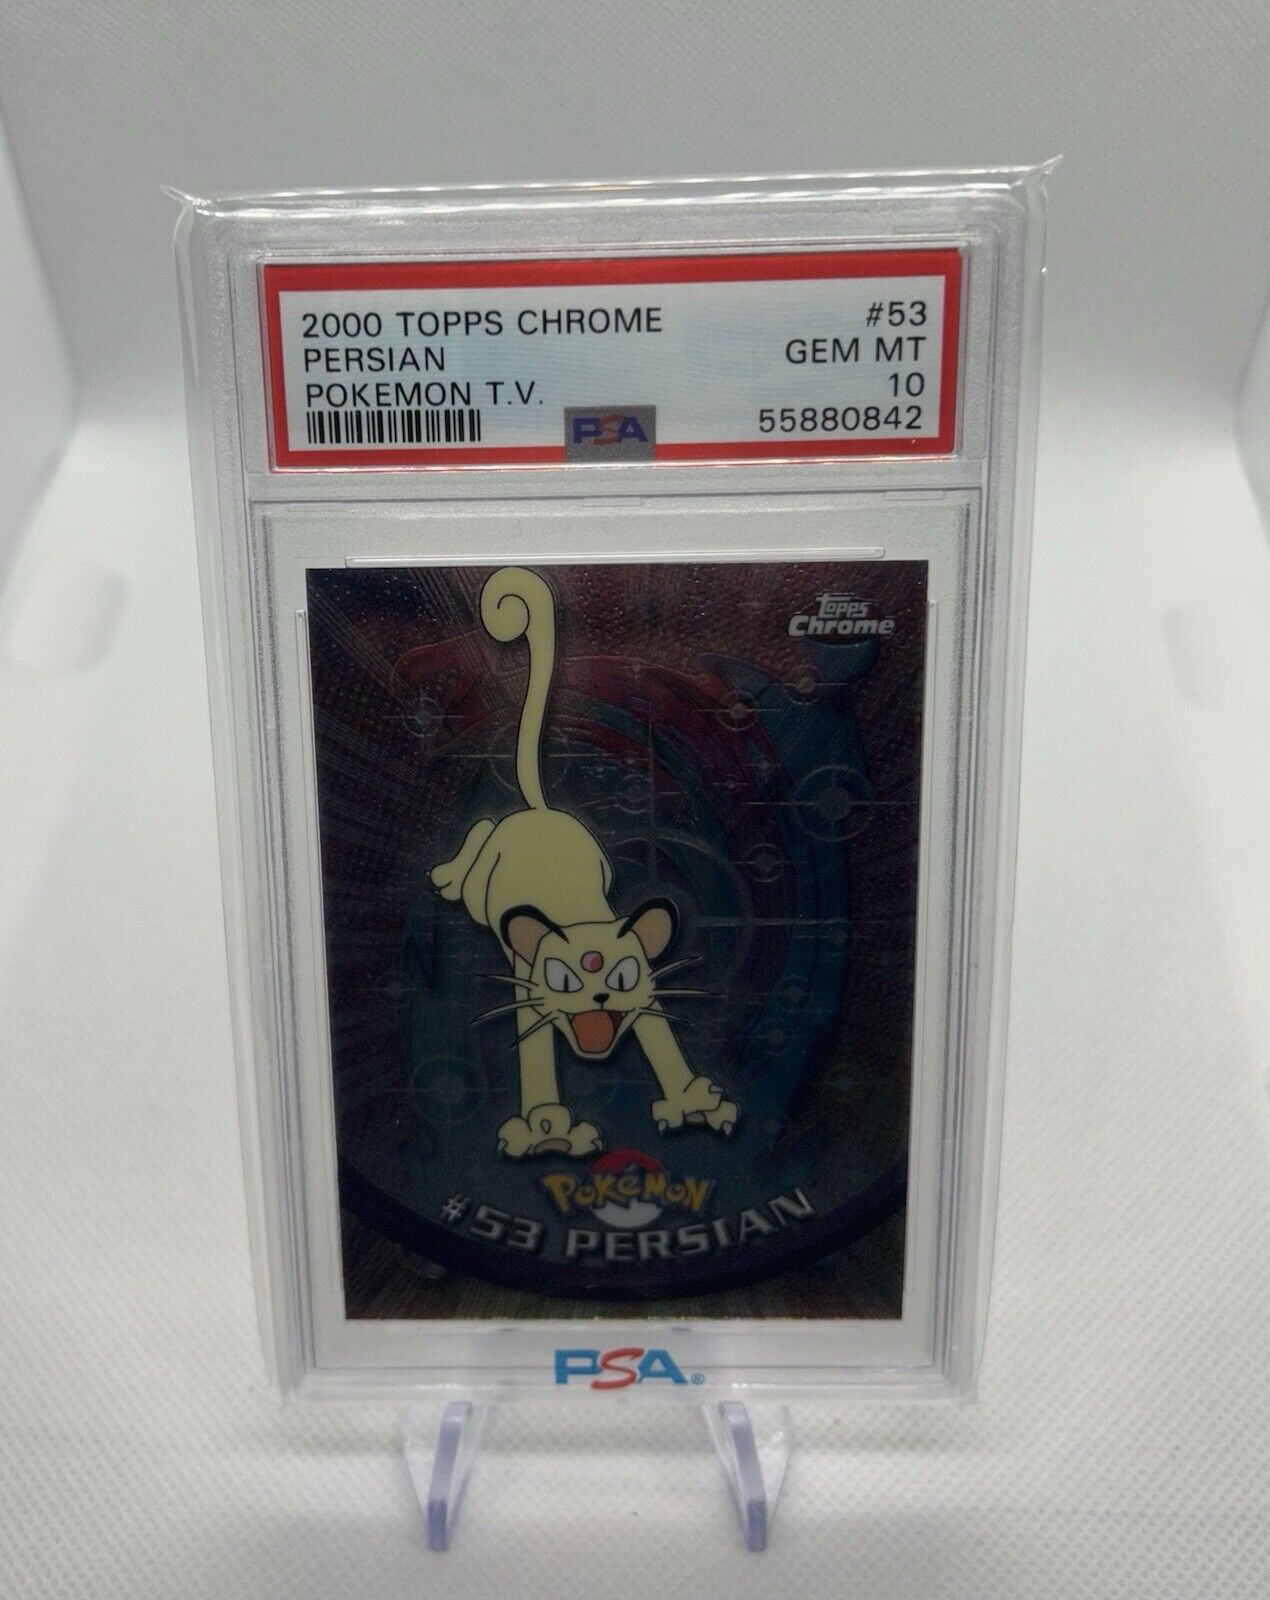 2000 TOPPS CHROME #53
PERSIAN GEM MT
POKEMON T.V. 10
PSA 55880842
topps
Chrome
POKéMON
#53 PERSIAN
PSA®